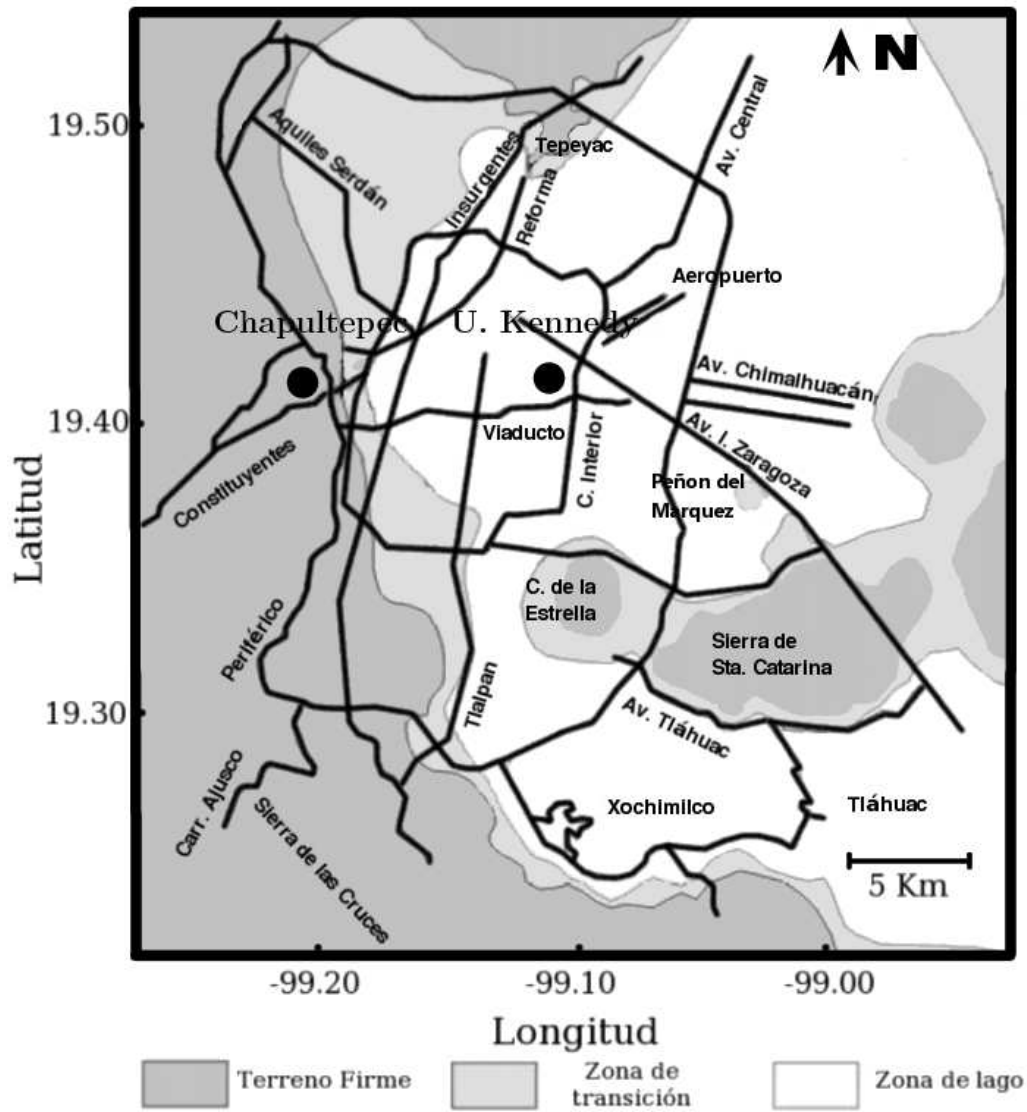 N
19.50
Aquiles Serdán
Insurgentes
Tepeyac
Av. Central
Reforma
Aeropuerto
Chapultepec
U. Kennedy
Av. Chimalhuacán
19.40
Viaducto
Av. I. Zaragoza
Constituyentes
C. Interior
Peñon del
Marquez
Latitud
C. de la
Estrella
Periférico
Sierra de
Sta. Catarina
Tlalpan
19.30
Av. Tláhuac
Carr. Ajusco
Sierra de las Cruces
Xochimilco
Tláhuac
5 Km
-99.20
-99.10
-99.00
Longitud
Terreno Firme
Zona de
transición
Zona de lago